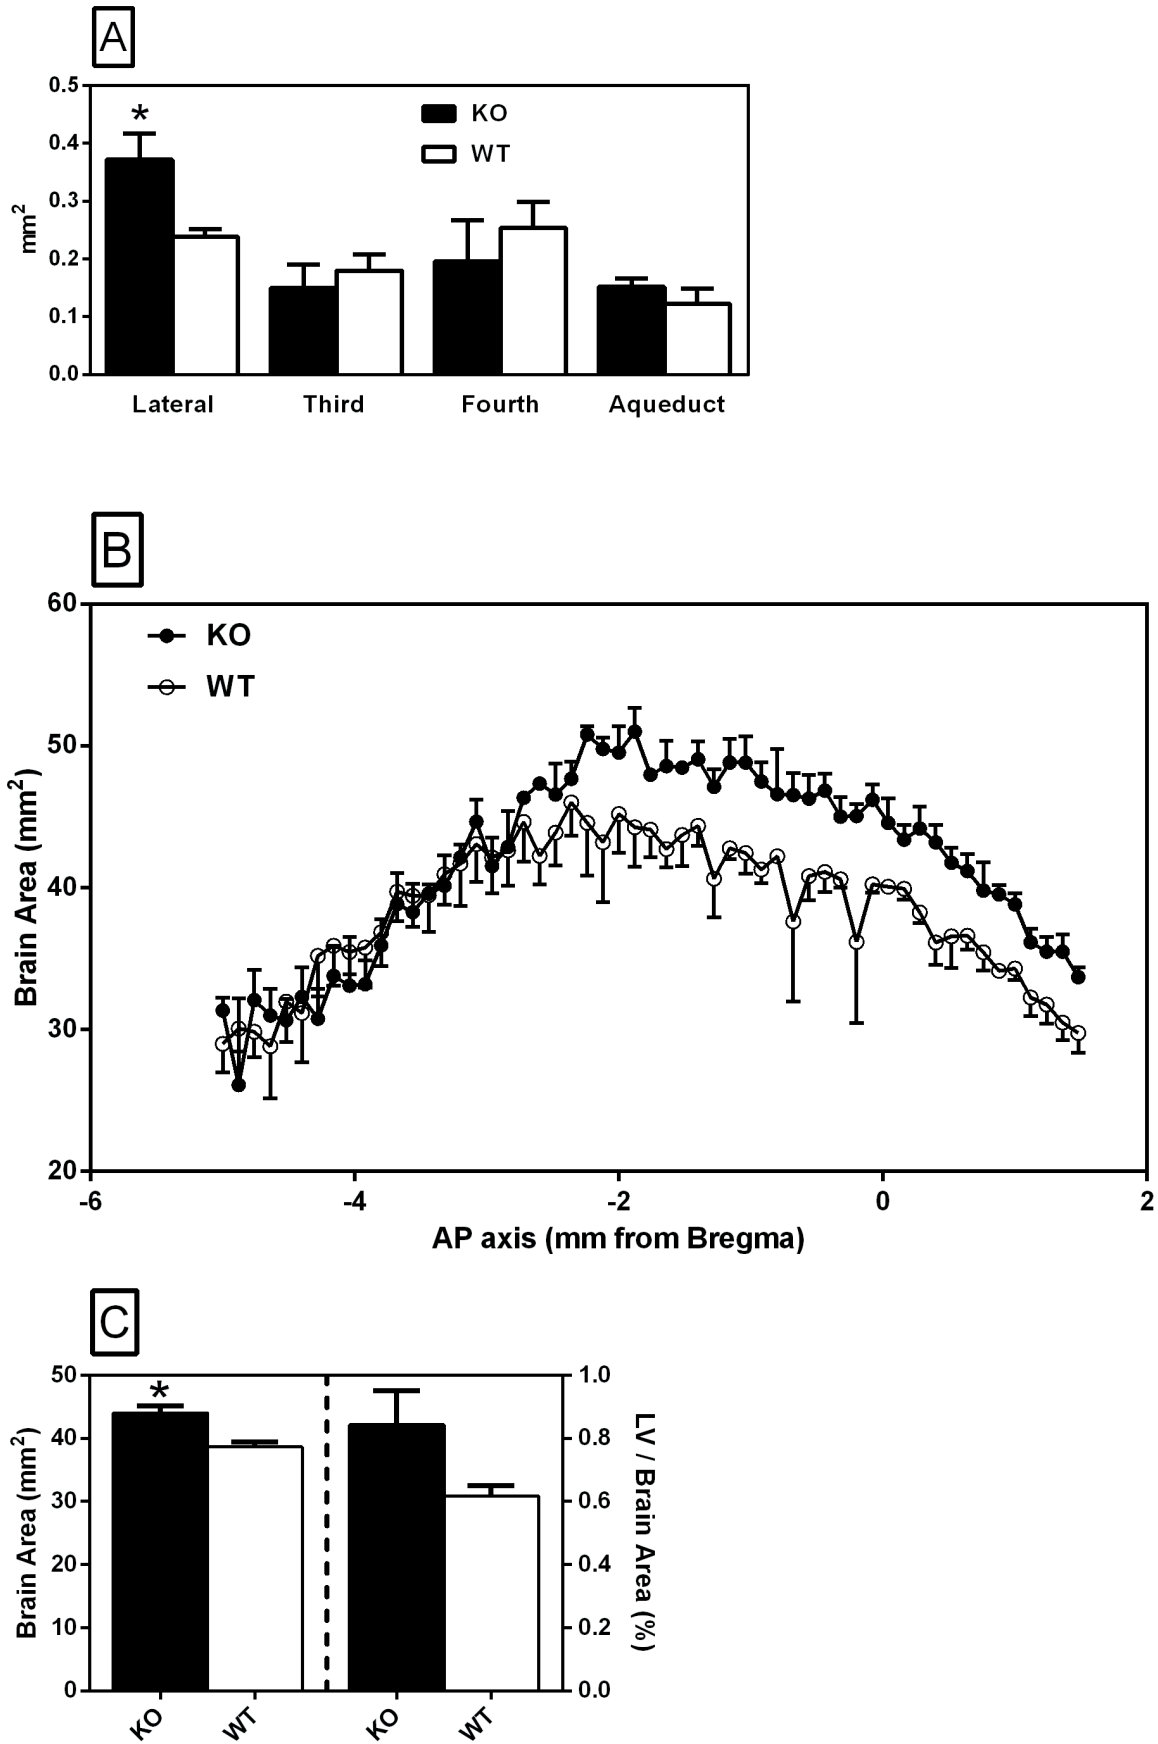 A
0.5
0.4
0.3
0.2
0.1
0.0
mm²
*
KO
WT
Lateral Third Fourth Aqueduct
B
60
50
40
30
20
Brain Area (mm²)
KO
WT
-6 -4 -2 0 2
AP axis (mm from Bregma)
C
50
40
30
20
10
0
Brain Area (mm²)
*
1.0
0.8
0.6
0.4
0.2
0.0
LV / Brain Area (%)
KO WT KO WT